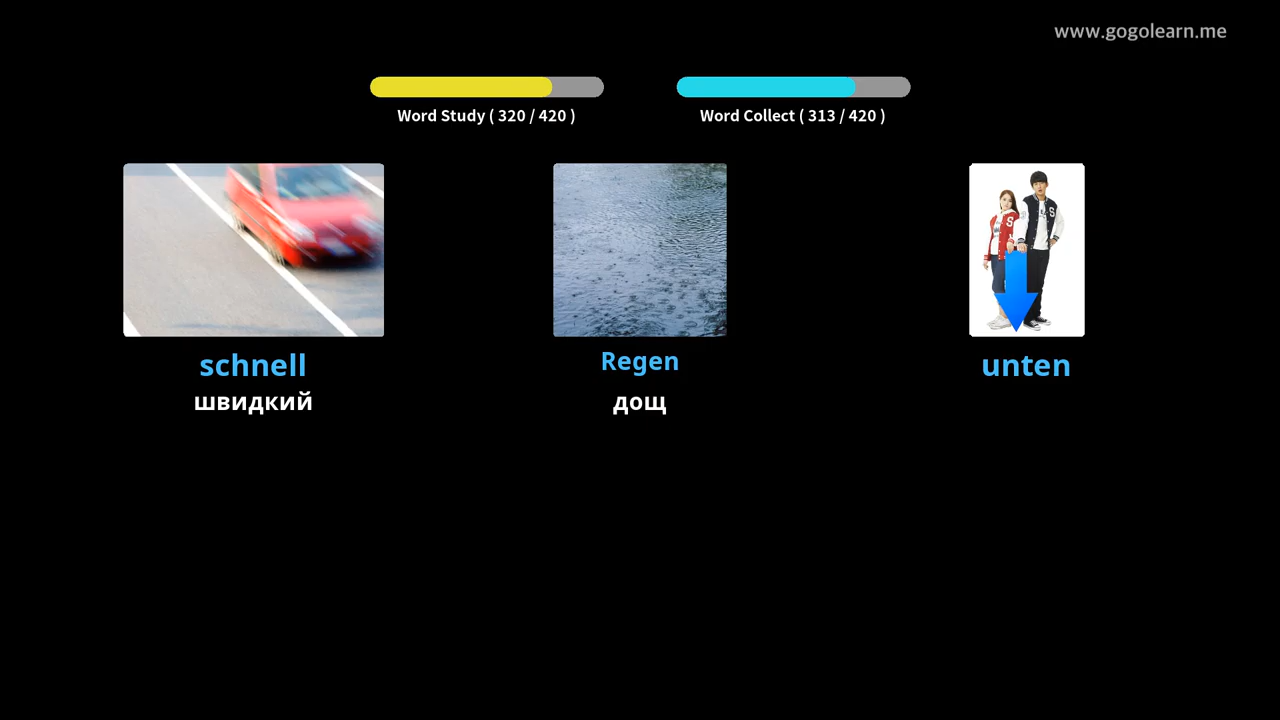 www.gogolearn.me
Word Study ( 320 / 420 )
Word Collect ( 313 / 420 )
schnell
Regen
unten
швидкий
дощ